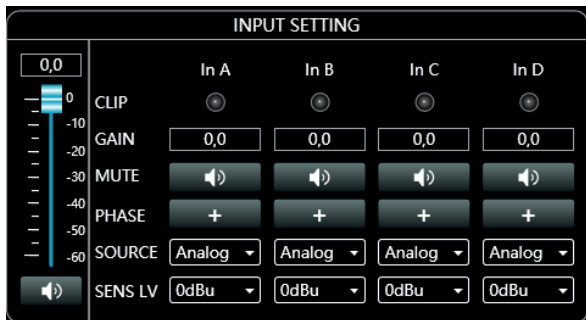 INPUT SETTING
0,0
In A In B In C In D
0
CLIP
-10
GAIN 0,0 0,0 0,0 0,0
-20
-30
MUTE
-40
PHASE + + + +
-50
-60
SOURCE Analog Analog Analog Analog
SENS LV 0dBu 0dBu 0dBu 0dBu